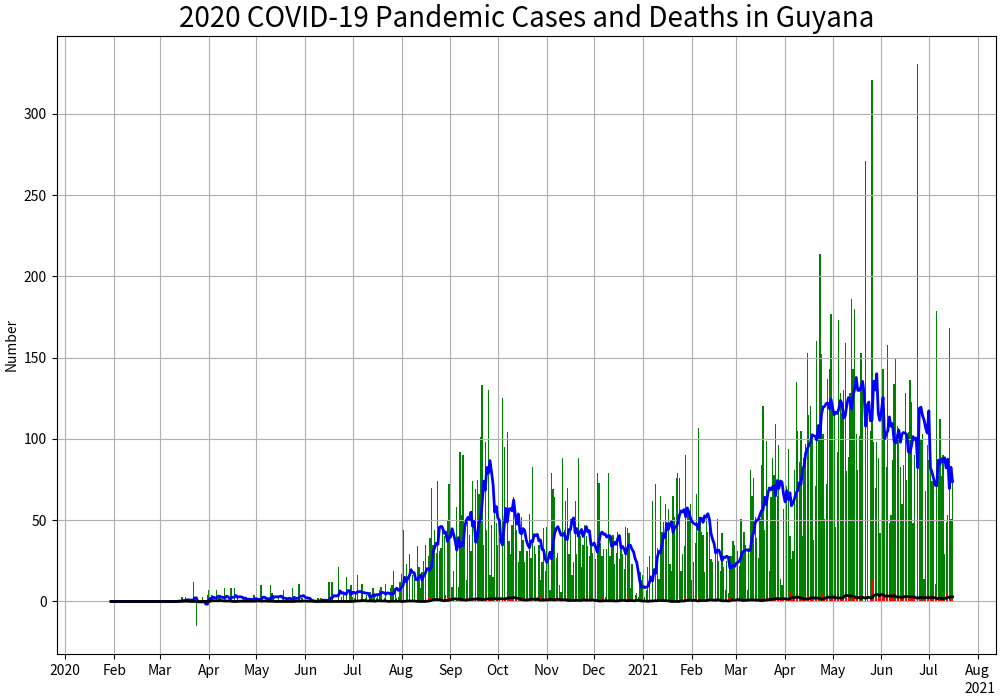 2020 COVID-19 Pandemic Cases and Deaths in Guyana
Number
300
250
200
150
100
50
0
2020 Feb Mar Apr May Jun Jul Aug Sep Oct Nov Dec 2021 Feb Mar Apr May Jun Jul Aug
2021